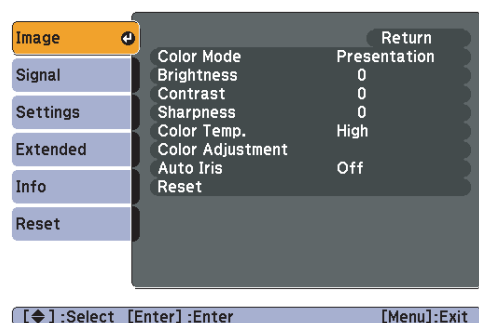 Image
Signal
Settings
Extended
Info
Reset
Return
Color Mode Presentation
Brightness 0
Contrast 0
Sharpness 0
Color Temp. High
Color Adjustment
Auto Iris Off
Reset
[◆] :Select [Enter] :Enter [Menu]:Exit